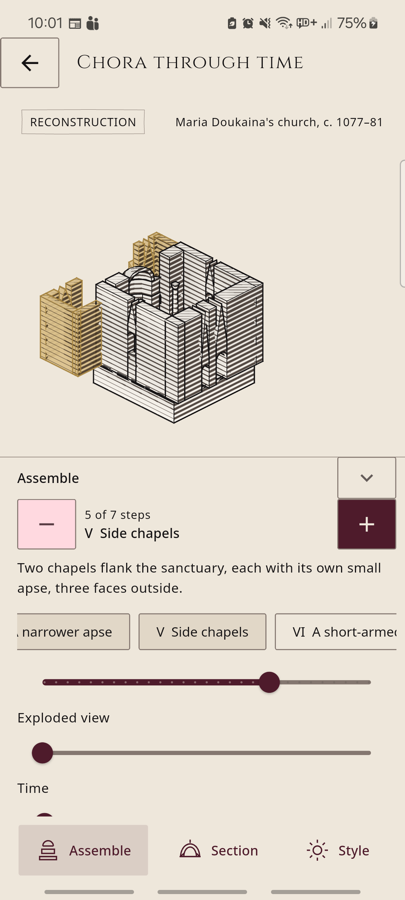 10:01
75%
Chora through time
RECONSTRUCTION
Maria Doukaina's church, c. 1077–81
Assemble
5 of 7 steps
V Side chapels
Two chapels flank the sanctuary, each with its own small
apse, three faces outside.
narrower apse
V Side chapels
VI A short-armed
Exploded view
Time
Assemble
Section
Style